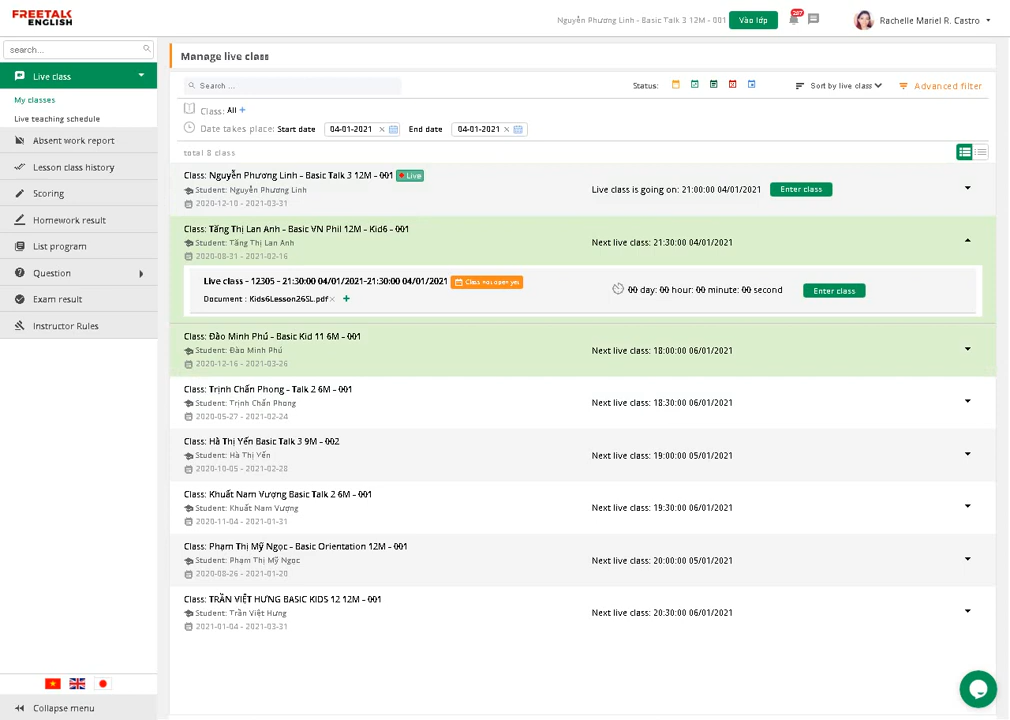 FREETALK
ENGLISH
Nguyễn Phương Linh - Basic Talk 3 12M - 001
Vào lớp
287
Rachelle Mariel R. Castro
search...
Live class
My classes
Live teaching schedule
Absent work report
Lesson class history
Scoring
Homework result
List program
Question
Exam result
Instructor Rules
Collapse menu
Manage live class
Search ...
Status:
Sort by live class
Advanced filter
Class: All +
Date takes place: Start date 04-01-2021 × End date 04-01-2021 ×
total 8 class
Class: Nguyễn Phương Linh - Basic Talk 3 12M - 001 Live
Student: Nguyễn Phương Linh
2020-12-10 - 2021-03-31
Live class is going on: 21:00:00 04/01/2021 Enter class
Class: Tăng Thị Lan Anh - Basic VN Phil 12M - Kid6 - 001
Student: Tăng Thị Lan Anh
2020-08-31 - 2021-02-16
Next live class: 21:30:00 04/01/2021
Live class - 12305 - 21:30:00 04/01/2021-21:30:00 04/01/2021 Class not open yet
Document : Kids6Lesson26SL.pdf × +
00 day: 00 hour: 00 minute: 00 second Enter class
Class: Đào Minh Phú - Basic Kid 11 6M - 001
Student: Đào Minh Phú
2020-12-16 - 2021-03-26
Next live class: 18:00:00 06/01/2021
Class: Trịnh Chấn Phong - Talk 2 6M - 001
Student: Trịnh Chấn Phong
2020-05-27 - 2021-02-24
Next live class: 18:30:00 06/01/2021
Class: Hà Thị Yến Basic Talk 3 9M - 002
Student: Hà Thị Yến
2020-10-05 - 2021-02-28
Next live class: 19:00:00 05/01/2021
Class: Khuất Nam Vượng Basic Talk 2 6M - 001
Student: Khuất Nam Vượng
2020-11-04 - 2021-01-31
Next live class: 19:30:00 06/01/2021
Class: Phạm Thị Mỹ Ngọc - Basic Orientation 12M - 001
Student: Phạm Thị Mỹ Ngọc
2020-08-26 - 2021-01-20
Next live class: 20:00:00 06/01/2021
Class: TRẦN VIỆT HƯNG BASIC KIDS 12 12M - 001
Student: Trần Việt Hưng
2021-01-04 - 2021-03-31
Next live class: 20:30:00 06/01/2021